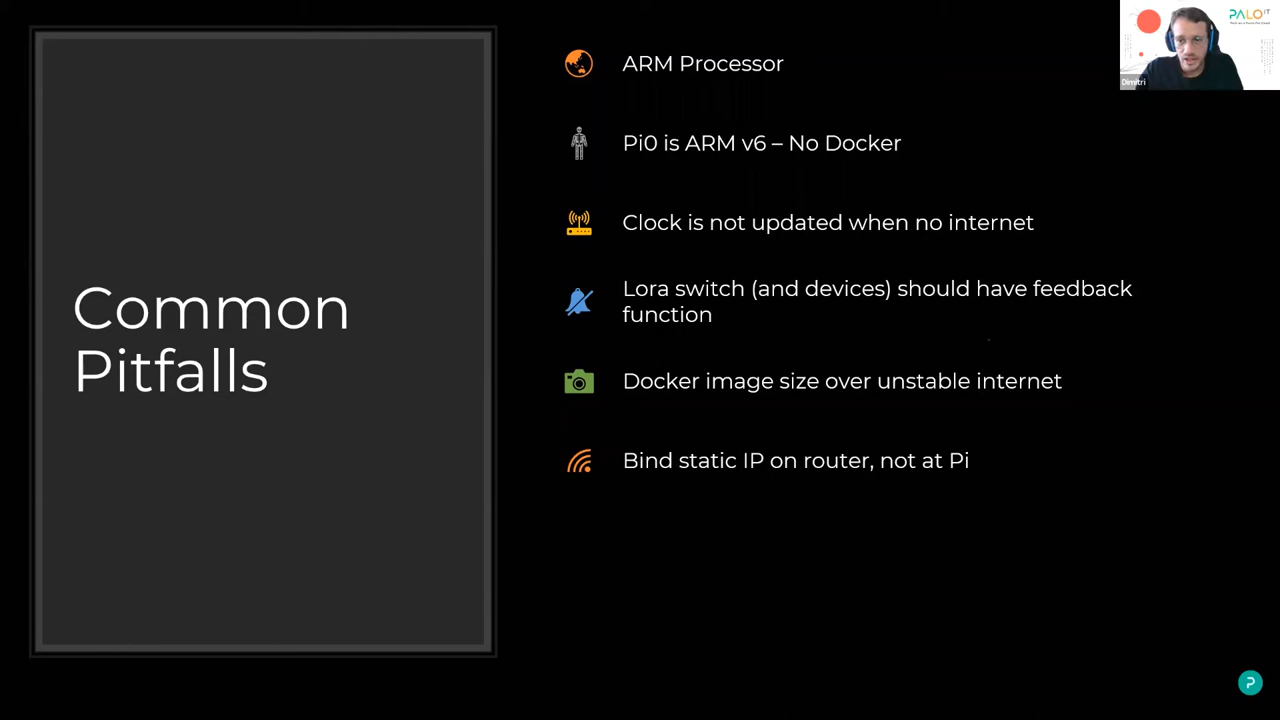 Common
Pitfalls
ARM Processor
Pi0 is ARM v6 – No Docker
Clock is not updated when no internet
Lora switch (and devices) should have feedback
function
Docker image size over unstable internet
Bind static IP on router, not at Pi
PALO IT
Dimitri